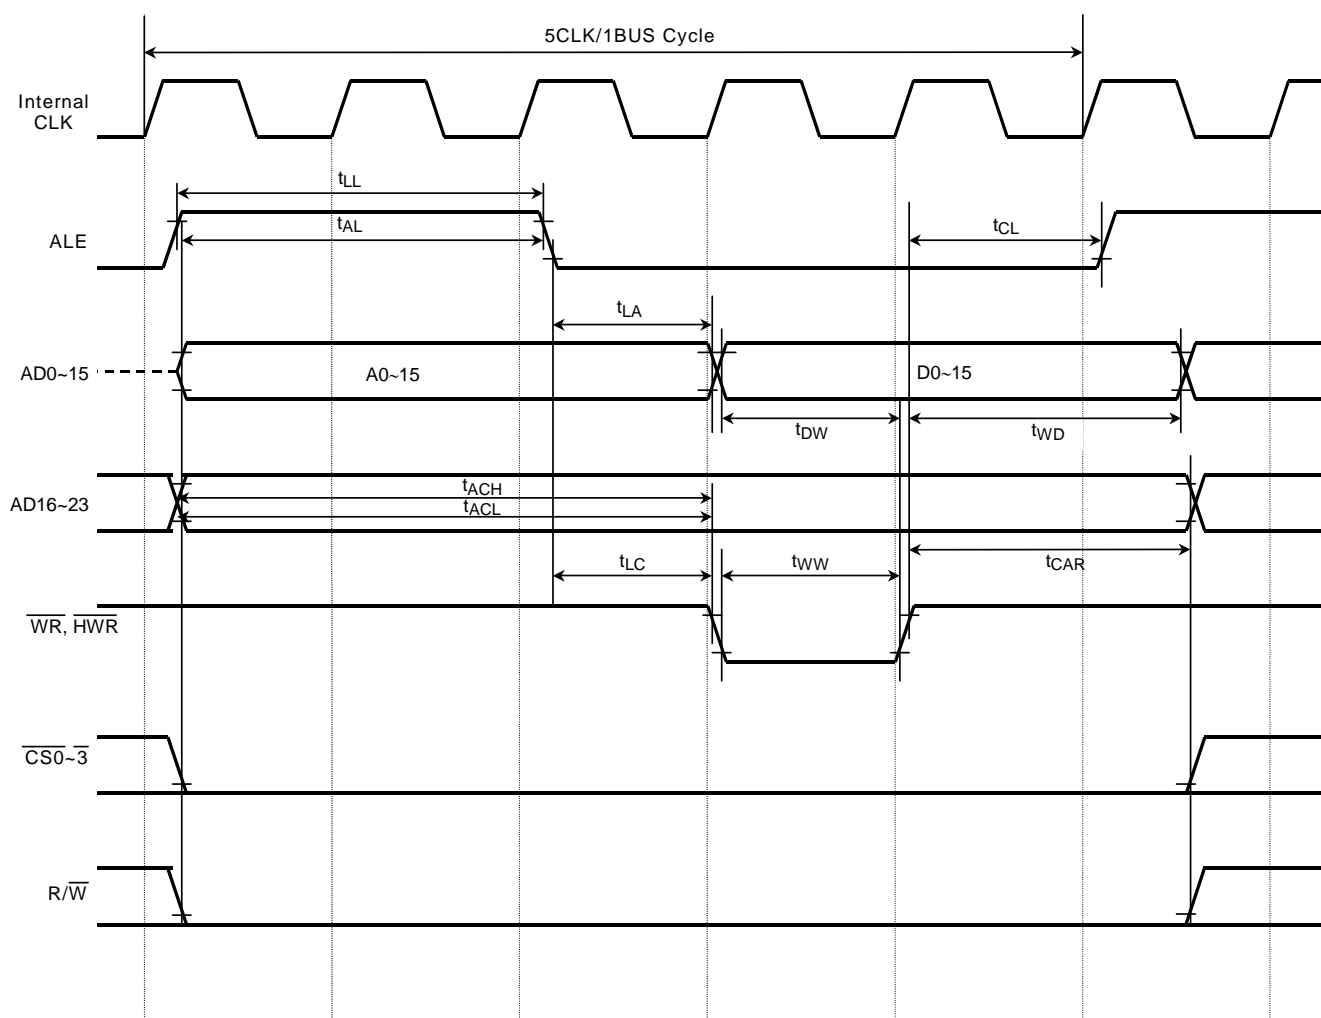 5CLK/1BUS Cycle
Internal
CLK
tLL
ALE
tAL
tCL
tLA
AD0~15
A0~15
D0~15
tDW
tWD
AD16~23
tACH
tACL
tLC
tWW
tCAR
WR, HWR
CS0~3
R/W